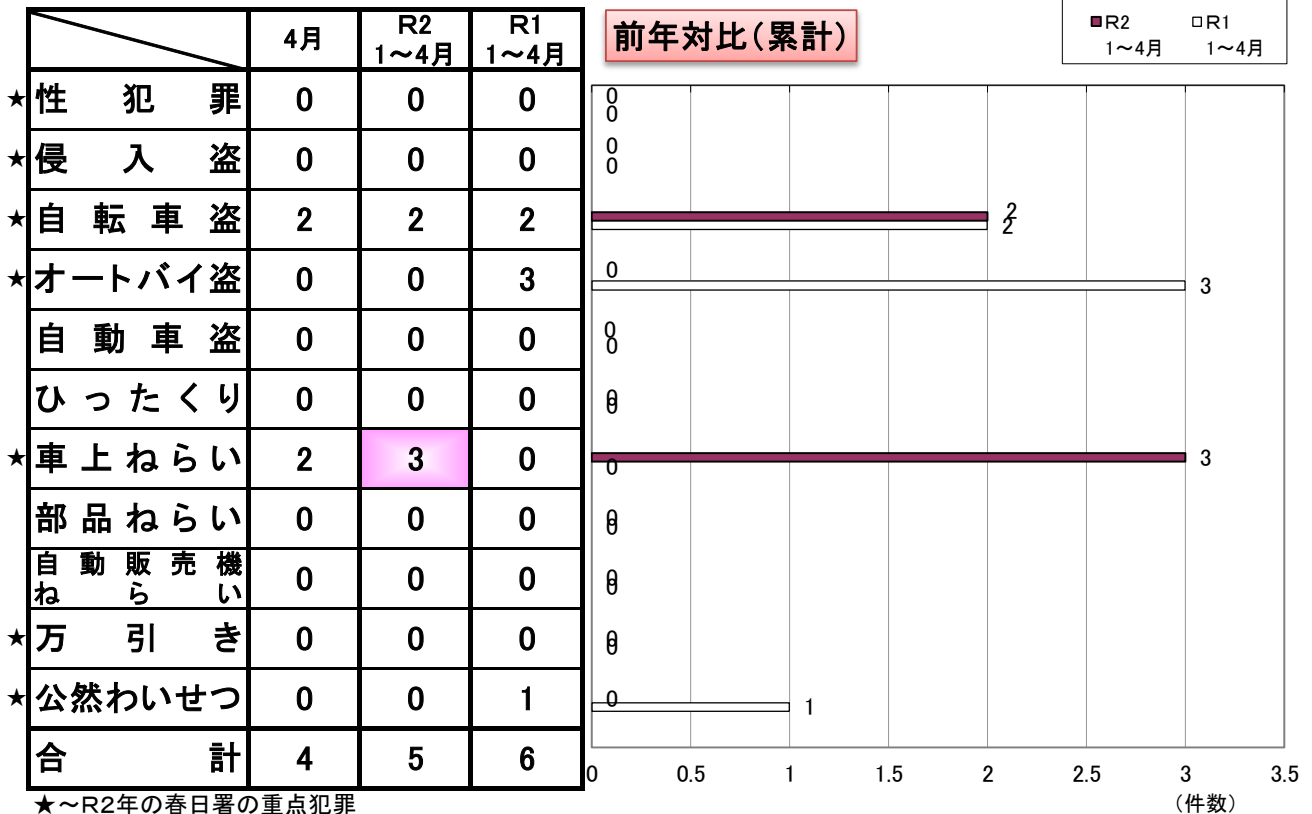 4月 R2 1～4月 R1 1～4月
★性犯罪 0 0 0
★侵入盗 0 0 0
★自転車盗 2 2 2
★オートバイ盗 0 0 3
自動車盗 0 0 0
ひったくり 0 0 0
★車上ねらい 2 3 0
部品ねらい 0 0 0
自動販売機ねらい 0 0 0
★万引き 0 0 0
★公然わいせつ 0 0 1
合計 4 5 6
★～R2年の春日署の重点犯罪
前年対比（累計）
■R2 □R1
1～4月 1～4月
0
0
0
0
2
2
0
3
0
0
0
0
3
0
0
0
0
0
0
0
0
1
0 0.5 1 1.5 2 2.5 3 3.5
（件数）